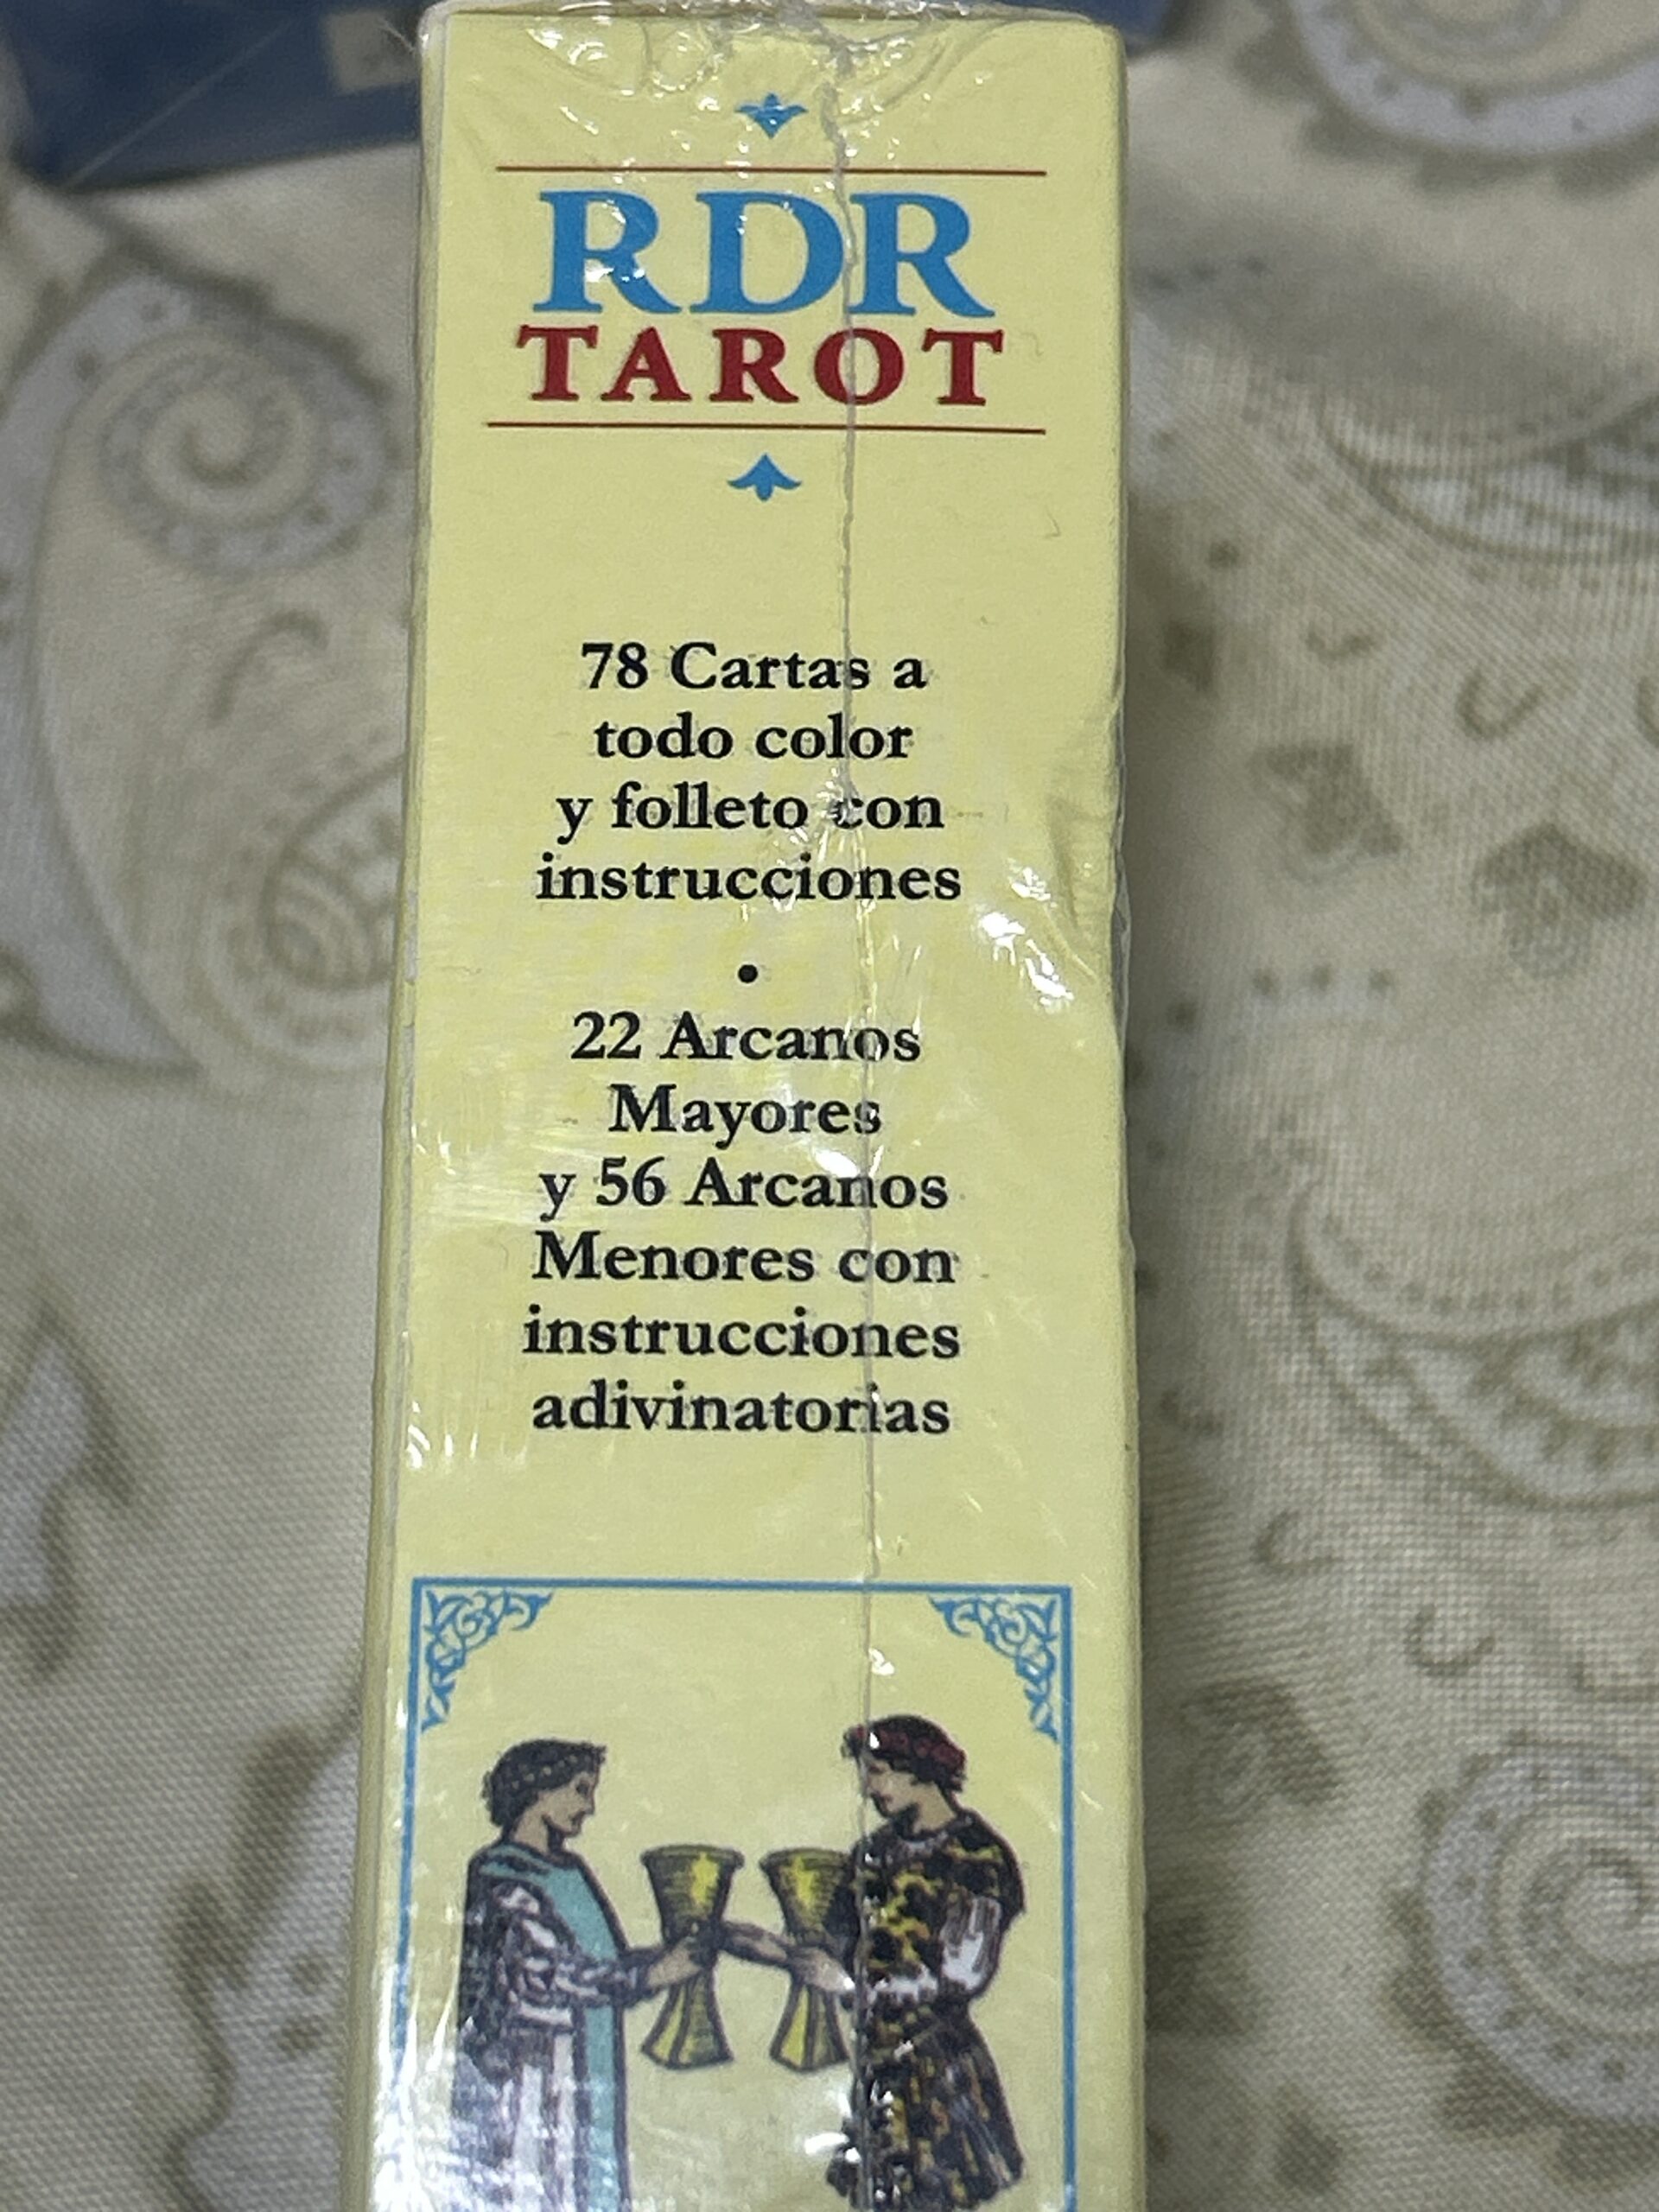 RDR
TAROT
78 Cartas a
todo color
y folleto con
instrucciones
•
22 Arcanos
Mayores
y 56 Arcanos
Menores con
instrucciones
adivinatorias